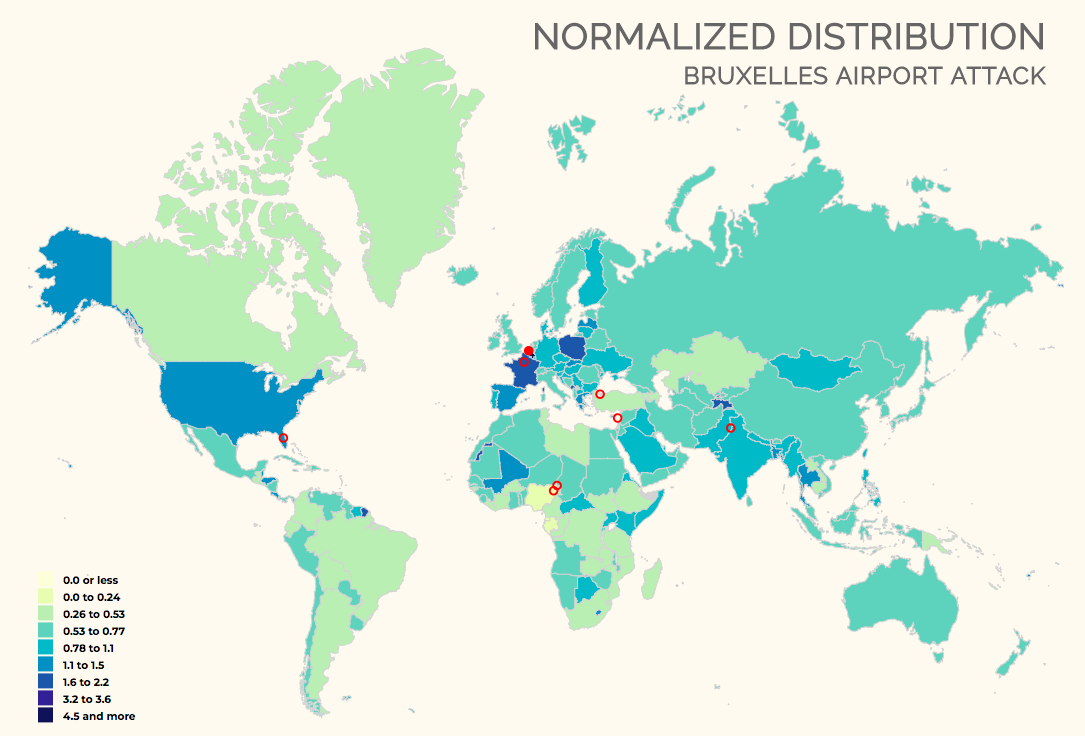 NORMALIZED DISTRIBUTION
BRUXELLES AIRPORT ATTACK
0.0 or less
0.0 to 0.24
0.26 to 0.53
0.53 to 0.77
0.78 to 1.1
1.1 to 1.5
1.6 to 2.2
3.2 to 3.6
4.5 and more